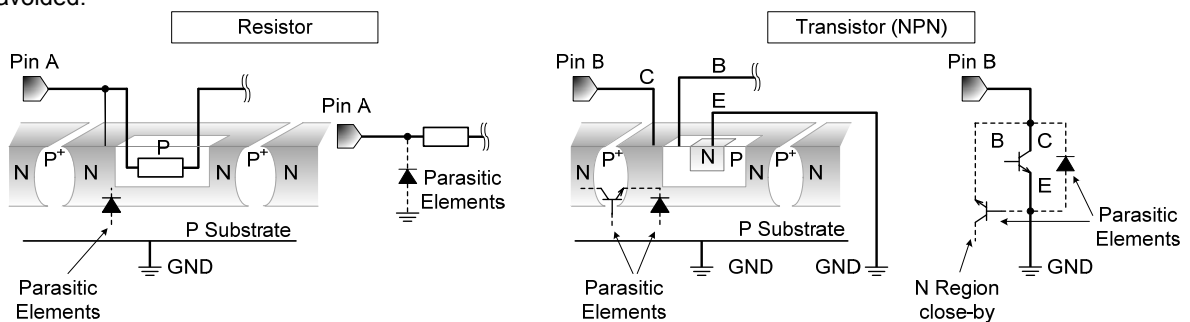 avoided.
Resistor
Pin A
N
P+
N
P
N
P+
N
P Substrate
GND
Parasitic
Elements
Pin A
Parasitic
Elements
Transistor (NPN)
Pin B
C
B
E
N
P+
N
N
P
N
P+
N
P Substrate
GND
GND
Parasitic
Elements
Pin B
B
C
E
Parasitic
Elements
GND
N Region
close-by